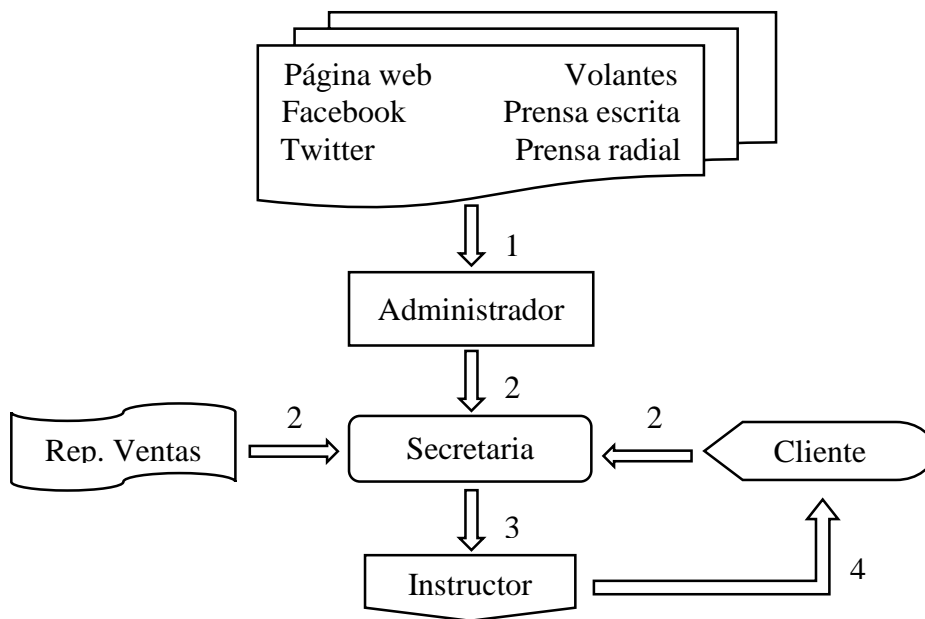 Página web Volantes
Facebook Prensa escrita
Twitter Prensa radial
1
Administrador
2
Rep. Ventas
2
Secretaria
2
Cliente
3
Instructor
4